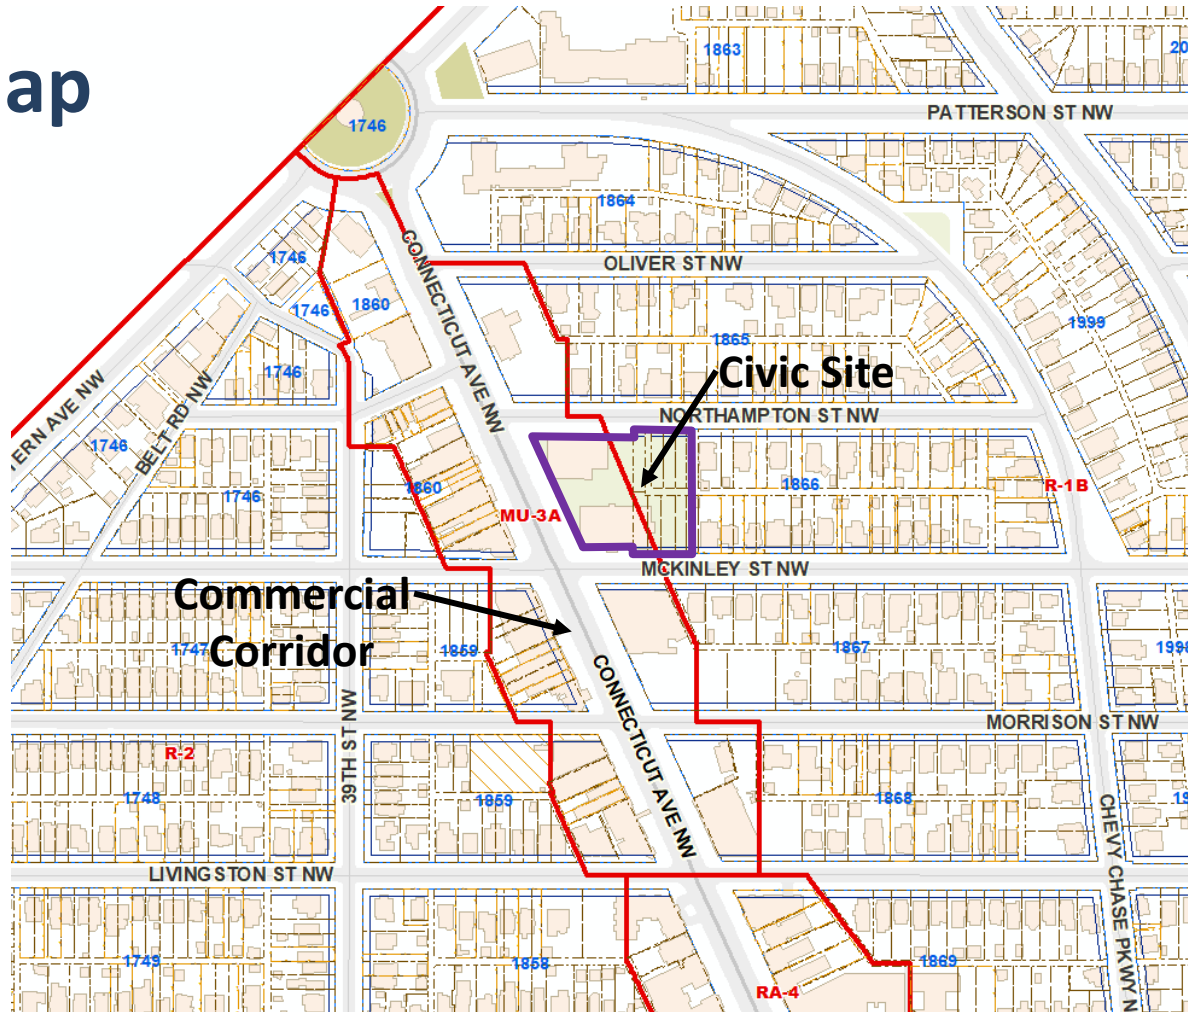 ap
1863
20
PATTERSON ST NW
1746
1864
CONNECTICUT AVE NW
OLIVER ST NW
1746
1746
1860
1999
1865
1746
Civic Site
NORTHAMPTON ST NW
TERN AVE NW
BELT RD NW
1746
1746
1860
MU-3A
1866
R-1B
MCKINLEY ST NW
Commercial
Corridor
1747
1859
1867
CONNECTICUT AVE NW
39TH ST NW
MORRISON ST NW
R-2
1748
1859
1868
CHEVY CHASE PKWY N
LIVINGSTON ST NW
1749
1858
1869
RA-4